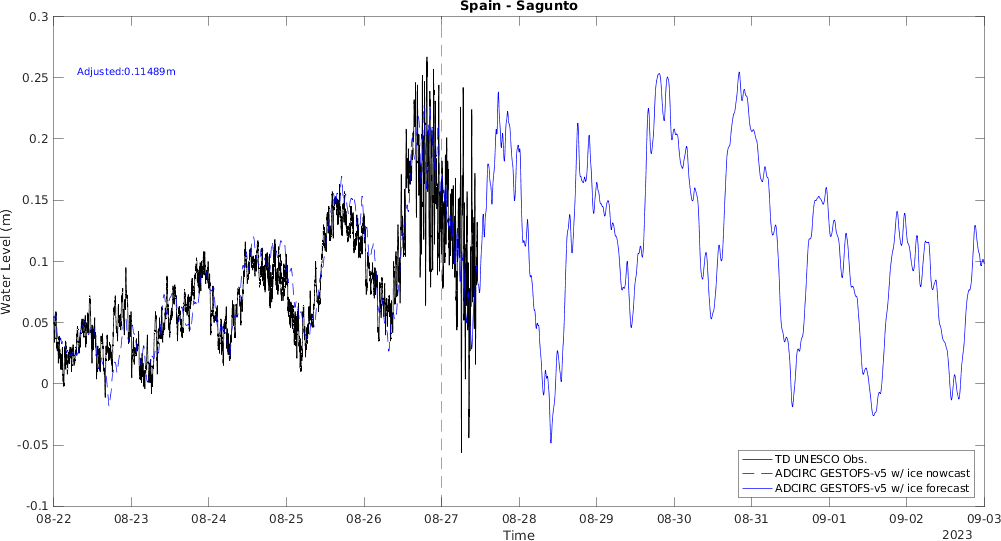 Spain - Sagunto
0.3
0.25
Adjusted:0.11489m
0.2
0.15
0.1
0.05
0
-0.05
-0.1
Water Level (m)
TD UNESCO Obs.
ADCIRC GESTOFS-v5 w/ ice nowcast
ADCIRC GESTOFS-v5 w/ ice forecast
08-22 08-23 08-24 08-25 08-26 08-27 08-28 08-29 08-30 08-31 09-01 09-02 09-03
Time
2023